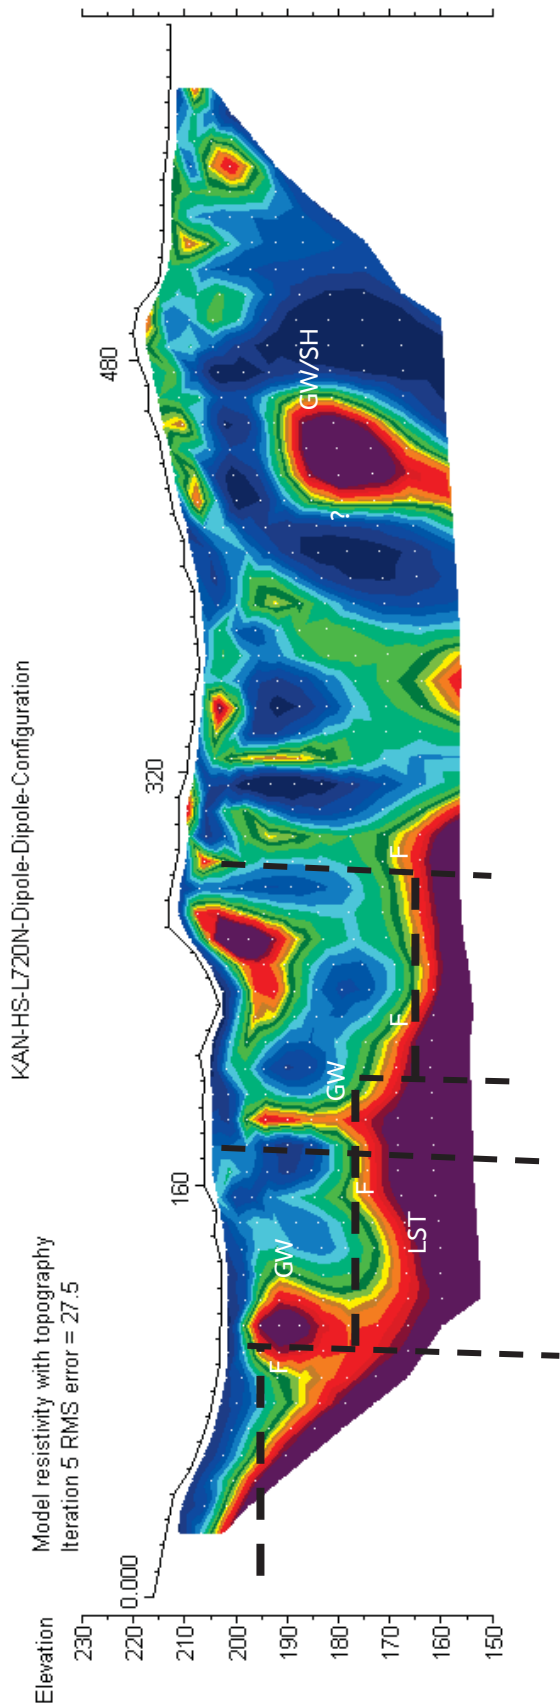 KAN-HS-L720N-Dipole-Dipole-Configuration
Model resistivity with topography
Iteration 5 RMS error = 27.5
Elevation
0.000
160
320
480
230
220
210
200
190
180
170
160
150
F
GW
LST
F
GW
F
F
?
GW/SH